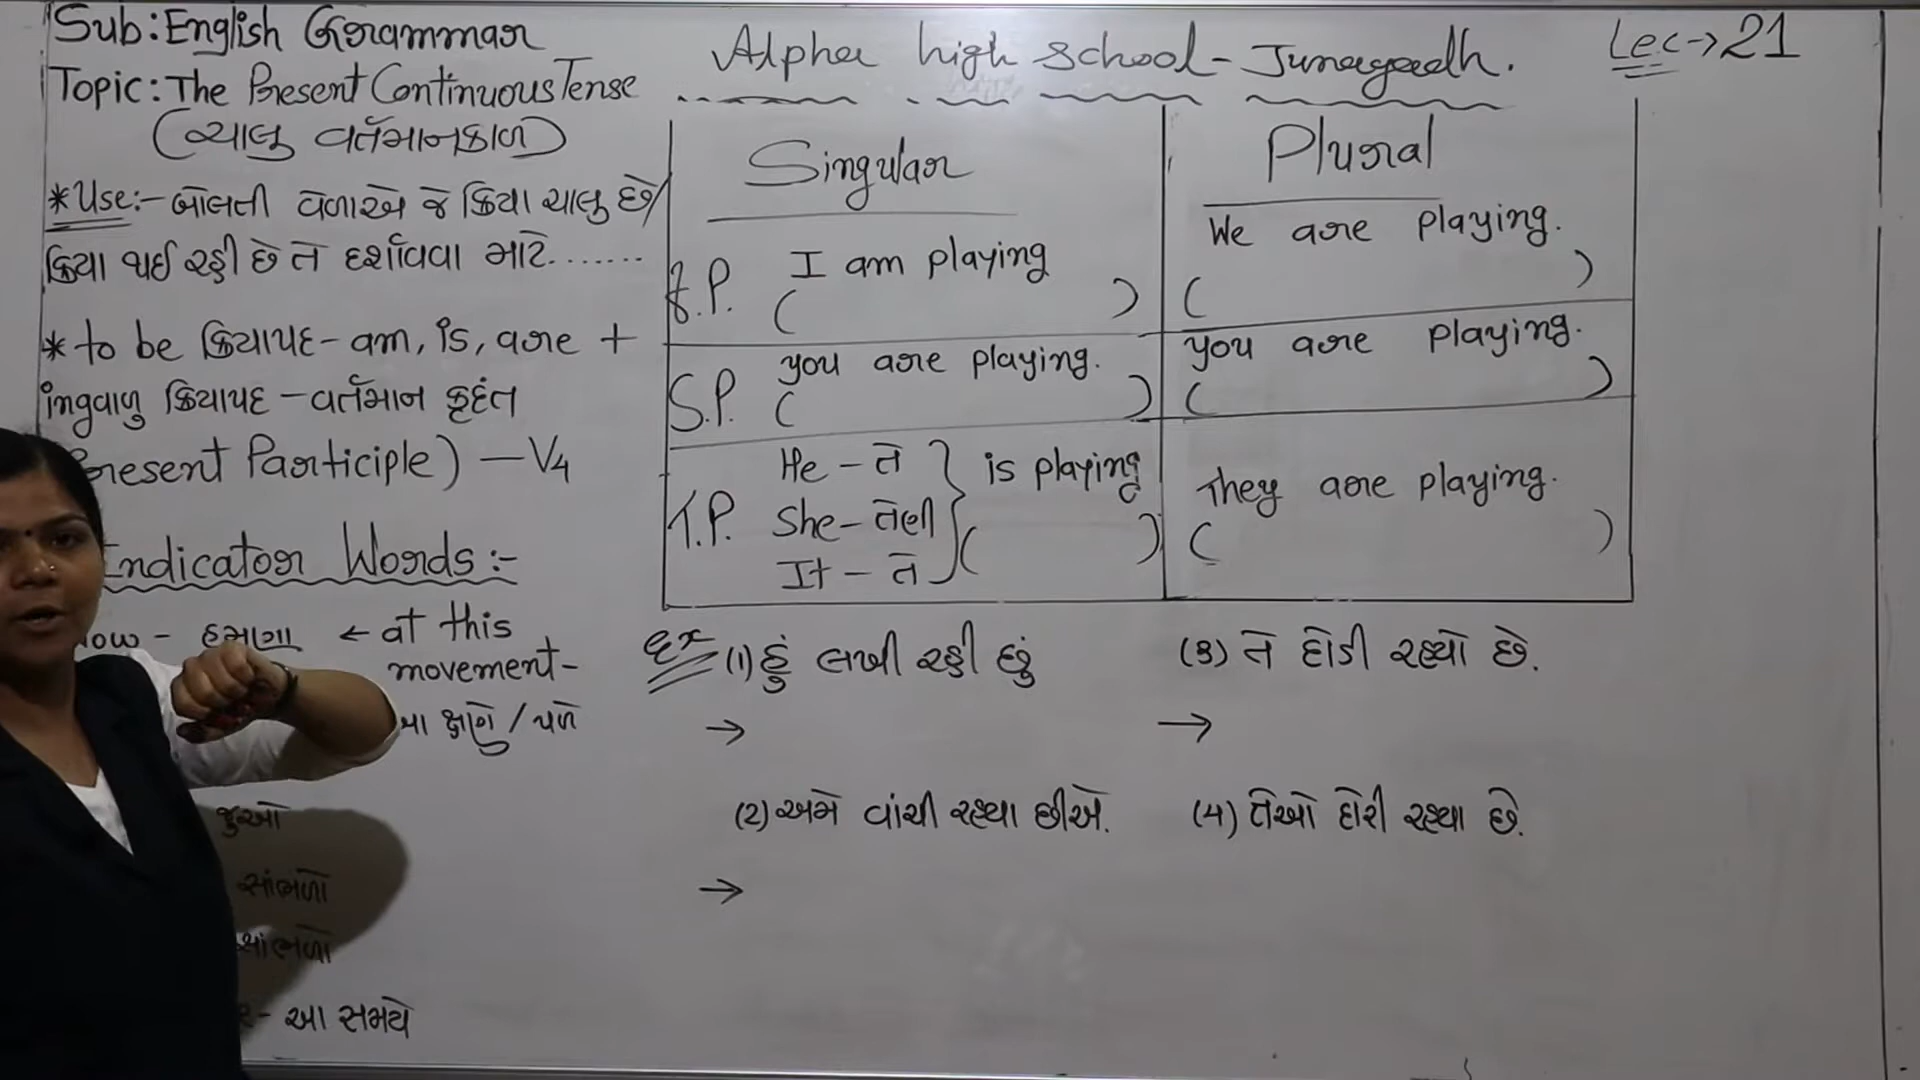 Sub: English Grammar
Topic: The Present Continuous Tense
(ચાલુ વર્તમાનકાળ)
*Use:- બોલતી વેળાએ જે ક્રિયા ચાલુ છે/
ક્રિયા થઈ રહી છે તે દર્શાવવા માટે.......
* to be ક્રિયાપદ - am, is, are +
ingવાળુ ક્રિયાપદ - વર્તમાન કૃદંત
Present Participle) - V4
Indicator Words:-
Now - હમણા ← at this
movement-
આ ક્ષણે / પળે
જુઓ
સાંભળો
સાંભળો
- આ સમયે
Alpha high school - Junagadh.
Lec → 21
Singular
Plural
F.P. I am playing
( )
We are playing.
( )
S.P. you are playing.
( )
you are playing.
( )
T.P. He - તે
She - તેણી
It - તે
} is playing
( )
They are playing.
( )
Ex (1) હું લખી રહી છું
→
(2) અમે વાંચી રહ્યા છીએ.
→
(3) તે દોડી રહ્યો છે.
→
(4) તેઓ દોરી રહ્યા છે.